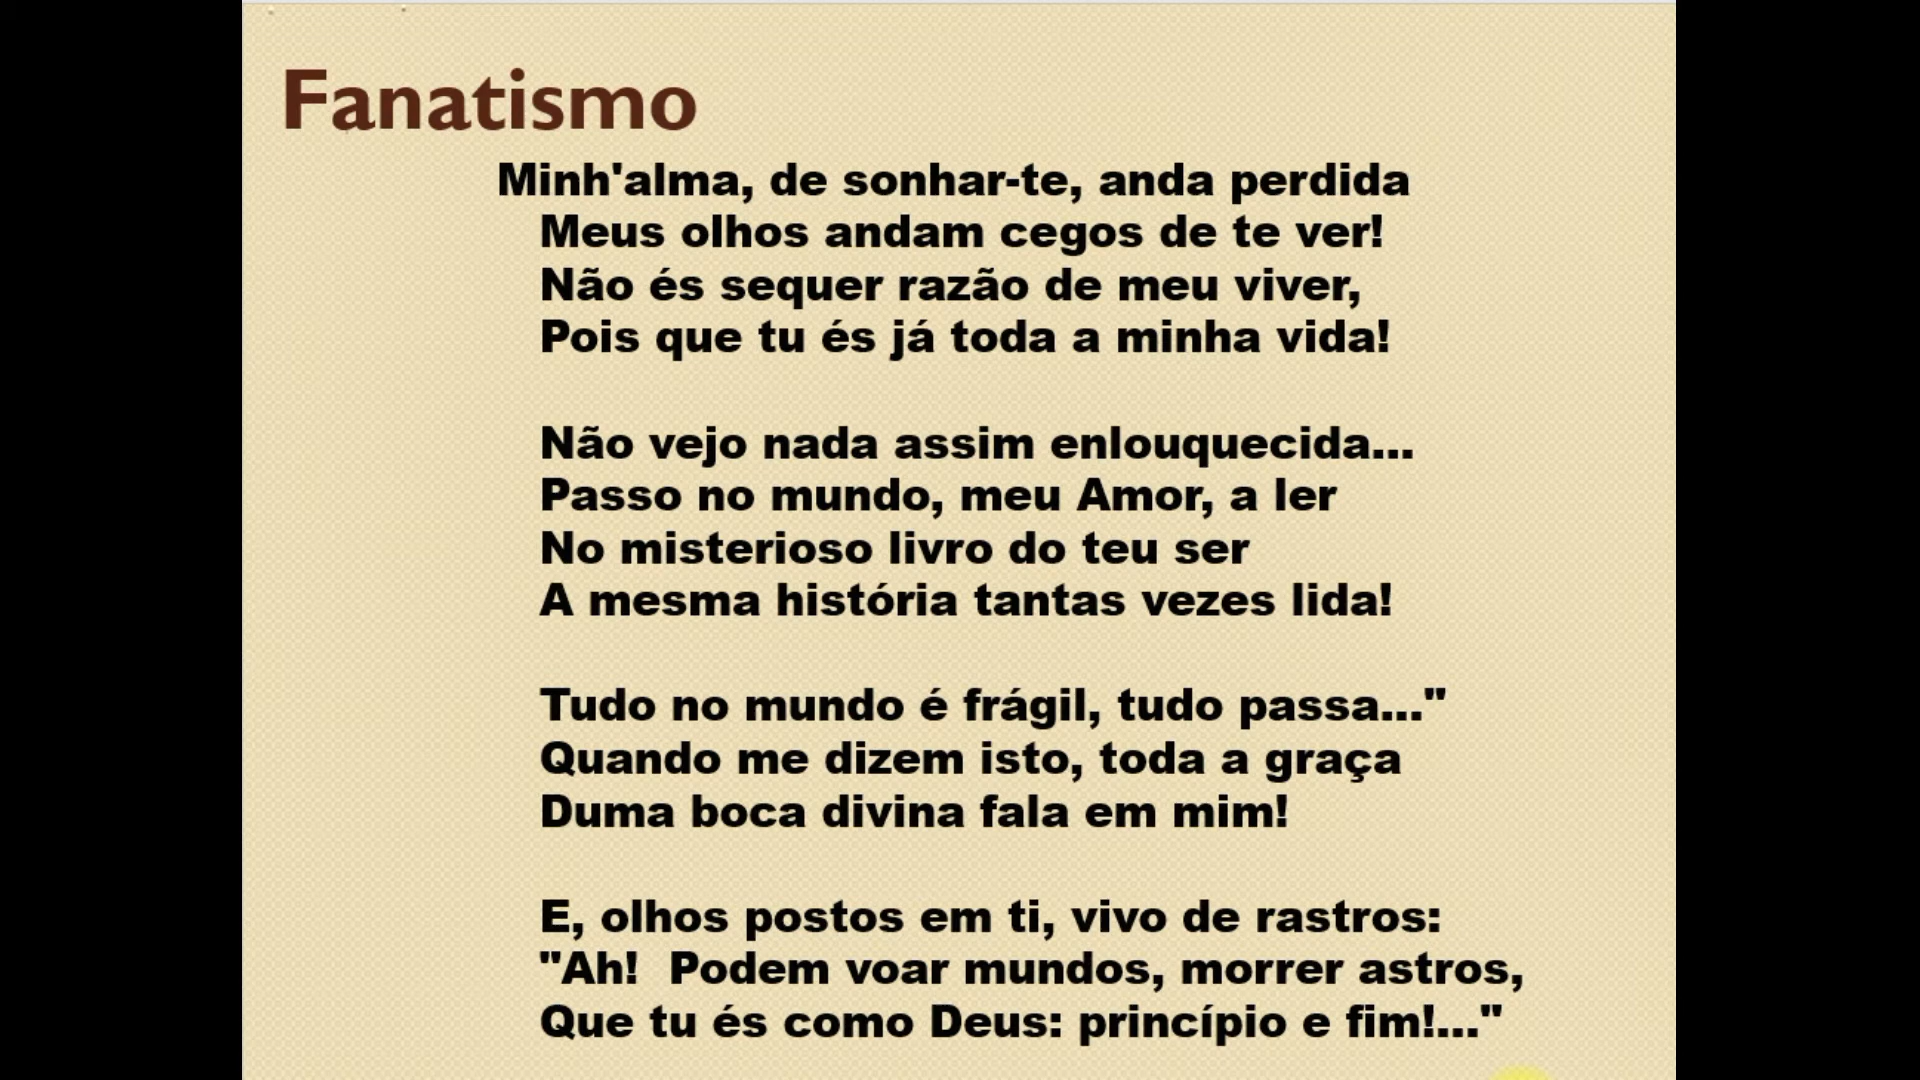 Fanatismo
Minh'alma, de sonhar-te, anda perdida
Meus olhos andam cegos de te ver!
Não és sequer razão de meu viver,
Pois que tu és já toda a minha vida!
Não vejo nada assim enlouquecida...
Passo no mundo, meu Amor, a ler
No misterioso livro do teu ser
A mesma história tantas vezes lida!
Tudo no mundo é frágil, tudo passa..."
Quando me dizem isto, toda a graça
Duma boca divina fala em mim!
E, olhos postos em ti, vivo de rastros:
"Ah!  Podem voar mundos, morrer astros,
Que tu és como Deus: princípio e fim!..."